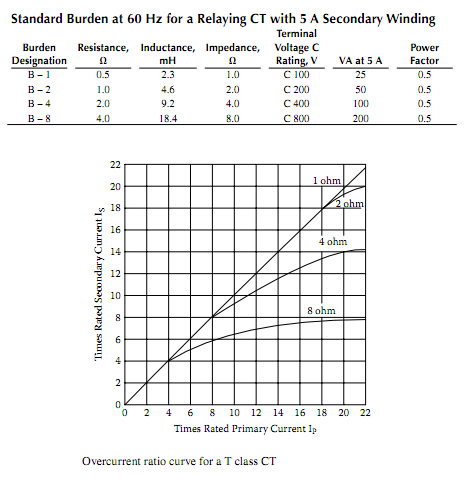 Standard Burden at 60 Hz for a Relaying CT with 5 A Secondary Winding
Burden Designation Resistance, Ω Inductance, mH Impedance, Ω Terminal Voltage C Rating, V VA at 5 A Power Factor
B – 1 0.5 2.3 1.0 C 100 25 0.5
B – 2 1.0 4.6 2.0 C 200 50 0.5
B – 4 2.0 9.2 4.0 C 400 100 0.5
B – 8 4.0 18.4 8.0 C 800 200 0.5
Times Rated Secondary Current Is
22
20
18
16
14
12
10
8
6
4
2
0
1 ohm
2 ohm
4 ohm
8 ohm
0 2 4 6 8 10 12 14 16 18 20 22
Times Rated Primary Current Ip
Overcurrent ratio curve for a T class CT